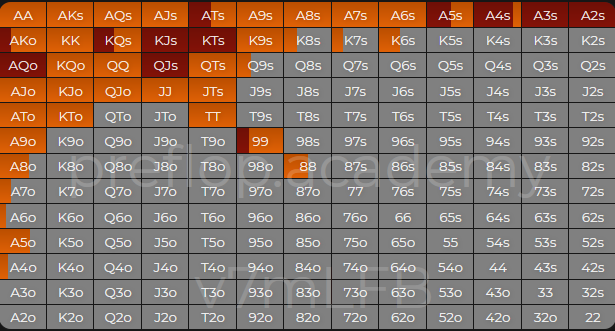 AA AKs AQs AJs ATs A9s A8s A7s A6s A5s A4s A3s A2s
AKo KK KQs KJs KTs K9s K8s K7s K6s K5s K4s K3s K2s
AQo KQo QQ QJs QTs Q9s Q8s Q7s Q6s Q5s Q4s Q3s Q2s
AJo KJo QJo JJ JTs J9s J8s J7s J6s J5s J4s J3s J2s
ATo KTo QTo JTo TT T9s T8s T7s T6s T5s T4s T3s T2s
A9o K9o Q9o J9o T9o 99 98s 97s 96s 95s 94s 93s 92s
A8o K8o Q8o J8o T8o 98o 88 87s 86s 85s 84s 83s 82s
preflop.academy
A7o K7o Q7o J7o T7o 97o 87o 77 76s 75s 74s 73s 72s
A6o K6o Q6o J6o T6o 96o 86o 76o 66 65s 64s 63s 62s
A5o K5o Q5o J5o T5o 95o 85o 75o 65o 55 54s 53s 52s
A4o K4o Q4o J4o T4o 94o 84o 74o 64o 54o 44 43s 42s
v7mLFB
A3o K3o Q3o J3o T3o 93o 83o 73o 63o 53o 43o 33 32s
A2o K2o Q2o J2o T2o 92o 82o 72o 62o 52o 42o 32o 22